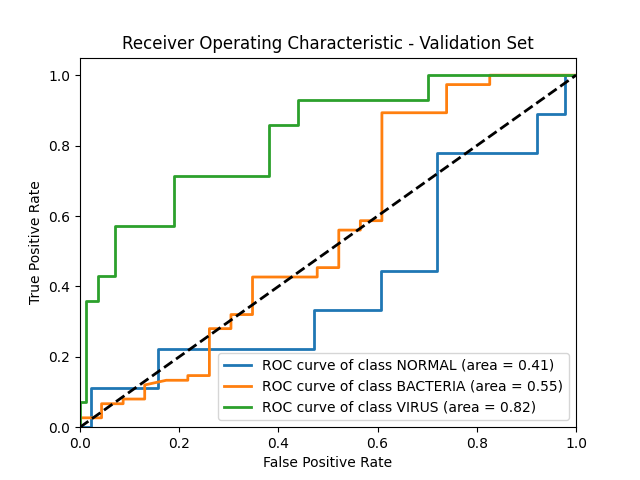 Receiver Operating Characteristic - Validation Set
True Positive Rate
1.0
0.8
0.6
0.4
0.2
0.0
ROC curve of class NORMAL (area = 0.41)
ROC curve of class BACTERIA (area = 0.55)
ROC curve of class VIRUS (area = 0.82)
0.0 0.2 0.4 0.6 0.8 1.0
False Positive Rate